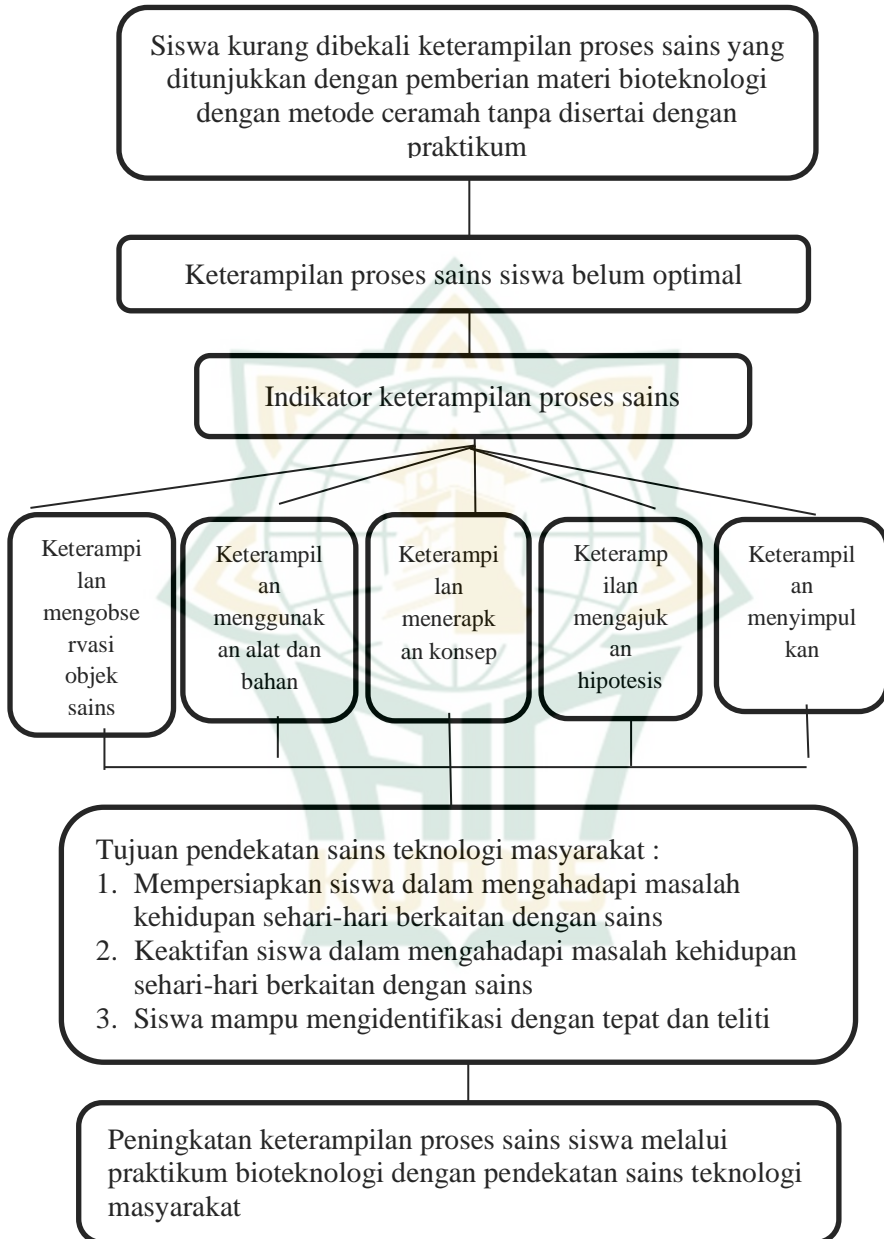 Siswa kurang dibekali keterampilan proses sains yang
ditunjukkan dengan pemberian materi bioteknologi
dengan metode ceramah tanpa disertai dengan
praktikum
Keterampilan proses sains siswa belum optimal
Indikator keterampilan proses sains
Keterampi
lan
mengobse
rvasi
objek
sains
Keterampil
an
menggunak
an alat dan
bahan
Keterampi
lan
menerapk
an konsep
Keteramp
ilan
mengajuk
an
hipotesis
Keterampil
an
menyimpul
kan
Tujuan pendekatan sains teknologi masyarakat :
1. Mempersiapkan siswa dalam mengahadapi masalah
kehidupan sehari-hari berkaitan dengan sains
2. Keaktifan siswa dalam mengahadapi masalah kehidupan
sehari-hari berkaitan dengan sains
3. Siswa mampu mengidentifikasi dengan tepat dan teliti
KUDUS
Peningkatan keterampilan proses sains siswa melalui
praktikum bioteknologi dengan pendekatan sains teknologi
masyarakat